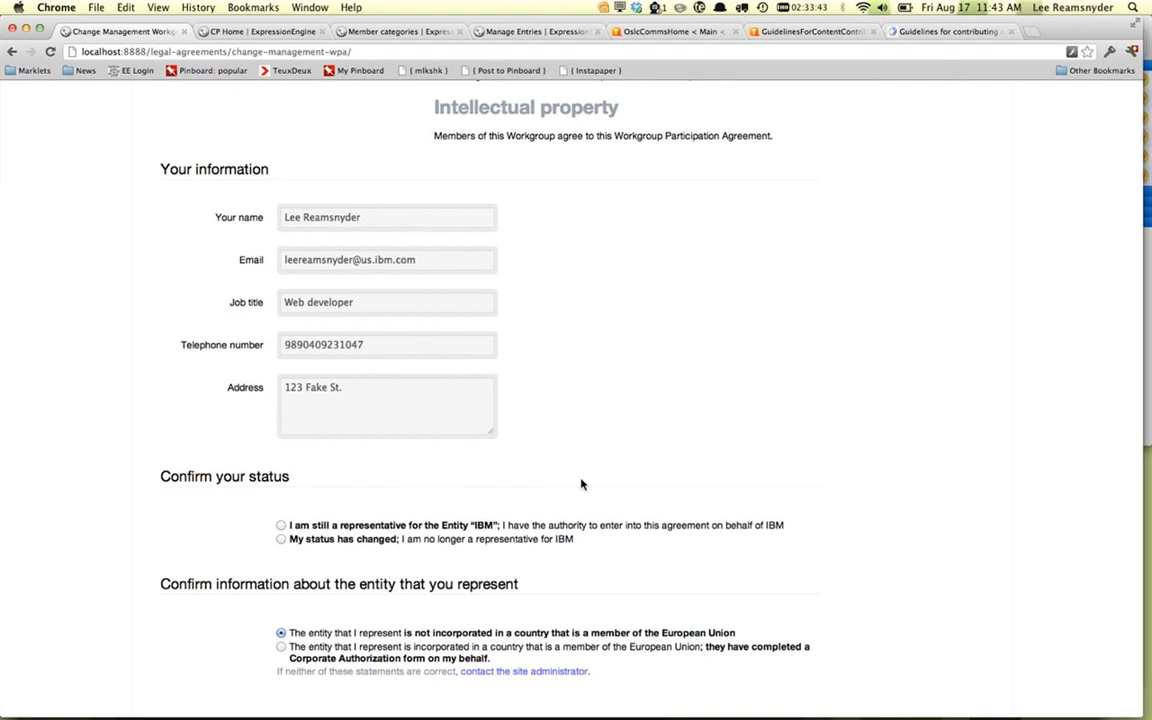 Chrome File Edit View History Bookmarks Window Help 1 02:33:43 Fri Aug 17 11:43 AM Lee Reamsnyder
Change Management Workg CP Home | ExpressionEngine Member categories | Express Manage Entries | Expression OslcCommsHome < Main < GuidelinesForContentContri Guidelines for contributing
localhost:8888/legal-agreements/change-management-wpa/
Marklets News EE Login Pinboard: popular TeuxDeux My Pinboard { mlkshk } { Post to Pinboard } { Instapaper } Other Bookmarks
Intellectual property
Members of this Workgroup agree to this Workgroup Participation Agreement.
Your information
Your name Lee Reamsnyder
Email leereamsnyder@us.ibm.com
Job title Web developer
Telephone number 9890409231047
Address 123 Fake St.
Confirm your status
I am still a representative for the Entity “IBM”; I have the authority to enter into this agreement on behalf of IBM
My status has changed; I am no longer a representative for IBM
Confirm information about the entity that you represent
The entity that I represent is not incorporated in a country that is a member of the European Union
The entity that I represent is incorporated in a country that is a member of the European Union; they have completed a
Corporate Authorization form on my behalf.
If neither of these statements are correct, contact the site administrator.